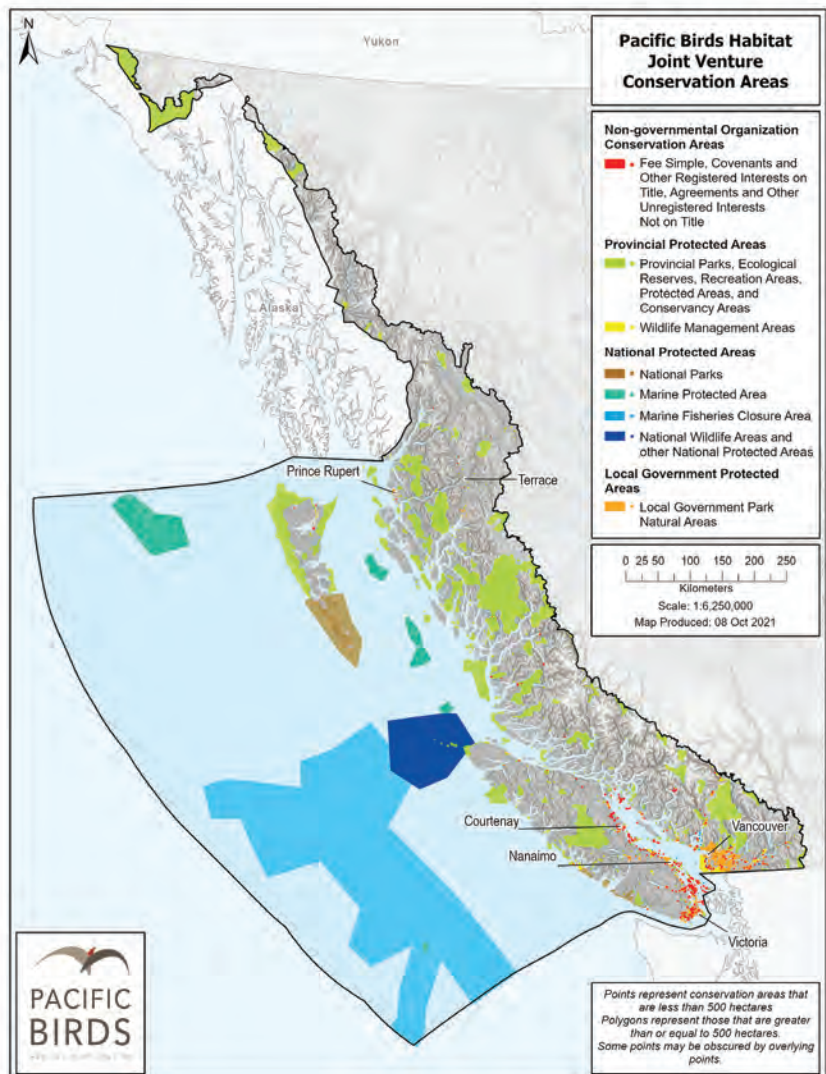 N
Yukon
Pacific Birds Habitat
Joint Venture
Conservation Areas
Non-governmental Organization
Conservation Areas
Fee Simple, Covenants and
Other Registered Interests on
Title, Agreements and Other
Unregistered Interests
Not on Title
Provincial Protected Areas
Provincial Parks, Ecological
Reserves, Recreation Areas,
Protected Areas, and
Conservancy Areas
Wildlife Management Areas
National Protected Areas
National Parks
Marine Protected Area
Marine Fisheries Closure Area
National Wildlife Areas and
other National Protected Areas
Local Government Protected
Areas
Local Government Park
Natural Areas
0 25 50 100 150 200 250
Kilometers
Scale: 1:6,250,000
Map Produced: 08 Oct 2021
Alaska
Prince Rupert
Terrace
Courtenay
Vancouver
Nanaimo
Victoria
PACIFIC
BIRDS
Points represent conservation areas that
are less than 500 hectares
Polygons represent those that are greater
than or equal to 500 hectares.
Some points may be obscured by overlying
points.